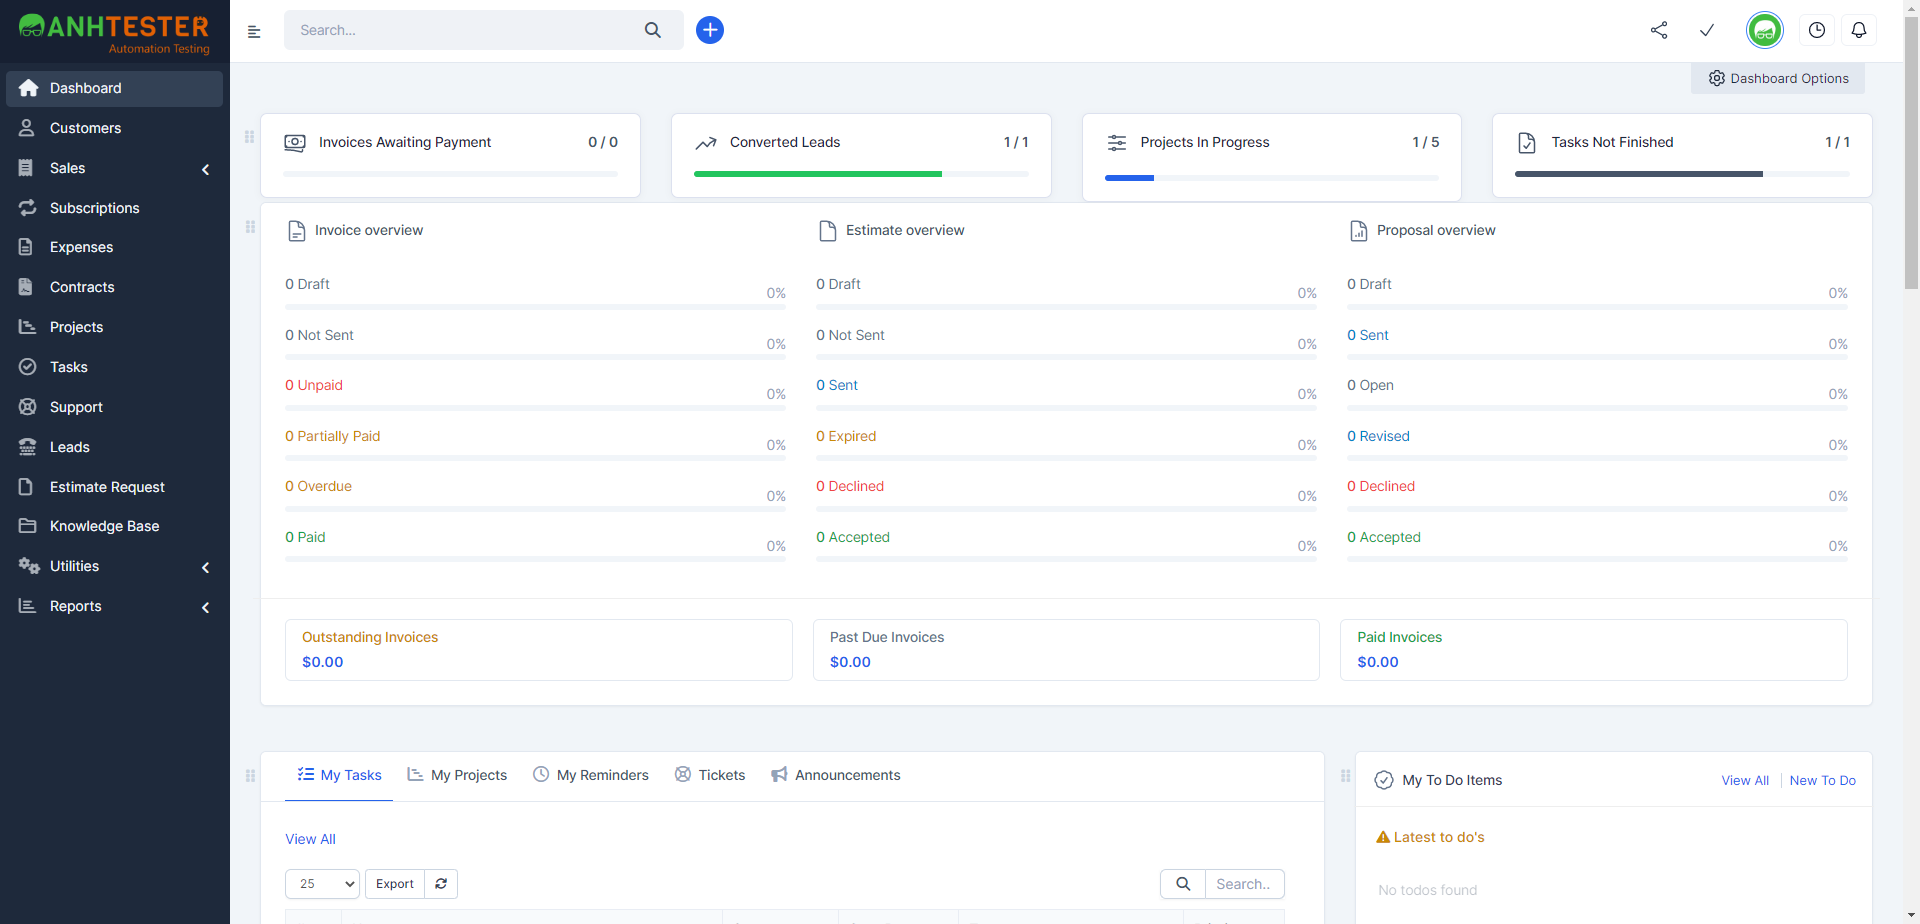 ANHTESTER
Automation Testing
Search...
Dashboard
Customers
Sales
Subscriptions
Expenses
Contracts
Projects
Tasks
Support
Leads
Estimate Request
Knowledge Base
Utilities
Reports
Dashboard Options
Invoices Awaiting Payment 0 / 0
Converted Leads 1 / 1
Projects In Progress 1 / 5
Tasks Not Finished 1 / 1
Invoice overview
0 Draft 0%
0 Not Sent 0%
0 Unpaid 0%
0 Partially Paid 0%
0 Overdue 0%
0 Paid 0%
Estimate overview
0 Draft 0%
0 Not Sent 0%
0 Sent 0%
0 Expired 0%
0 Declined 0%
0 Accepted 0%
Proposal overview
0 Draft 0%
0 Sent 0%
0 Open 0%
0 Revised 0%
0 Declined 0%
0 Accepted 0%
Outstanding Invoices
$0.00
Past Due Invoices
$0.00
Paid Invoices
$0.00
My Tasks My Projects My Reminders Tickets Announcements
View All
25 Export Search..
My To Do Items View All New To Do
Latest to do's
No todos found